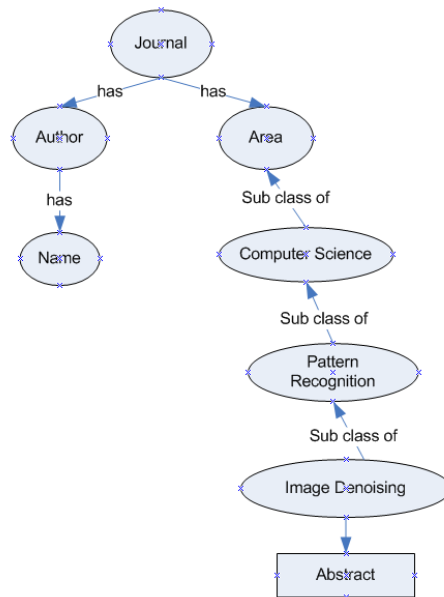 Journal
has
has
Author
Area
has
Sub class of
Name
Computer Science
Sub class of
Pattern
Recognition
Sub class of
Image Denoising
Abstract